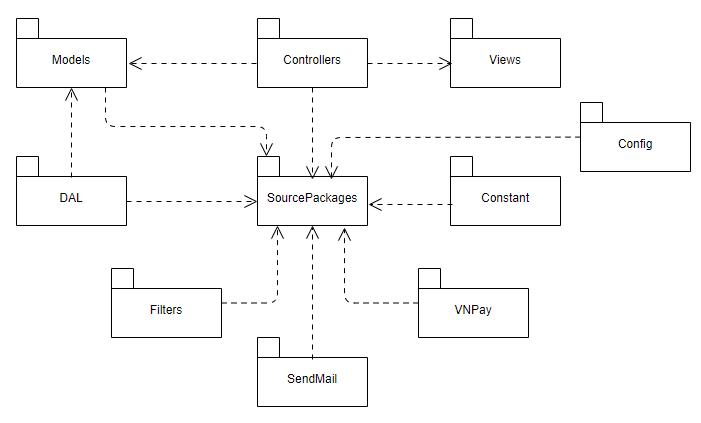 Models
Controllers
Views
Config
DAL
SourcePackages
Constant
Filters
VNPay
SendMail